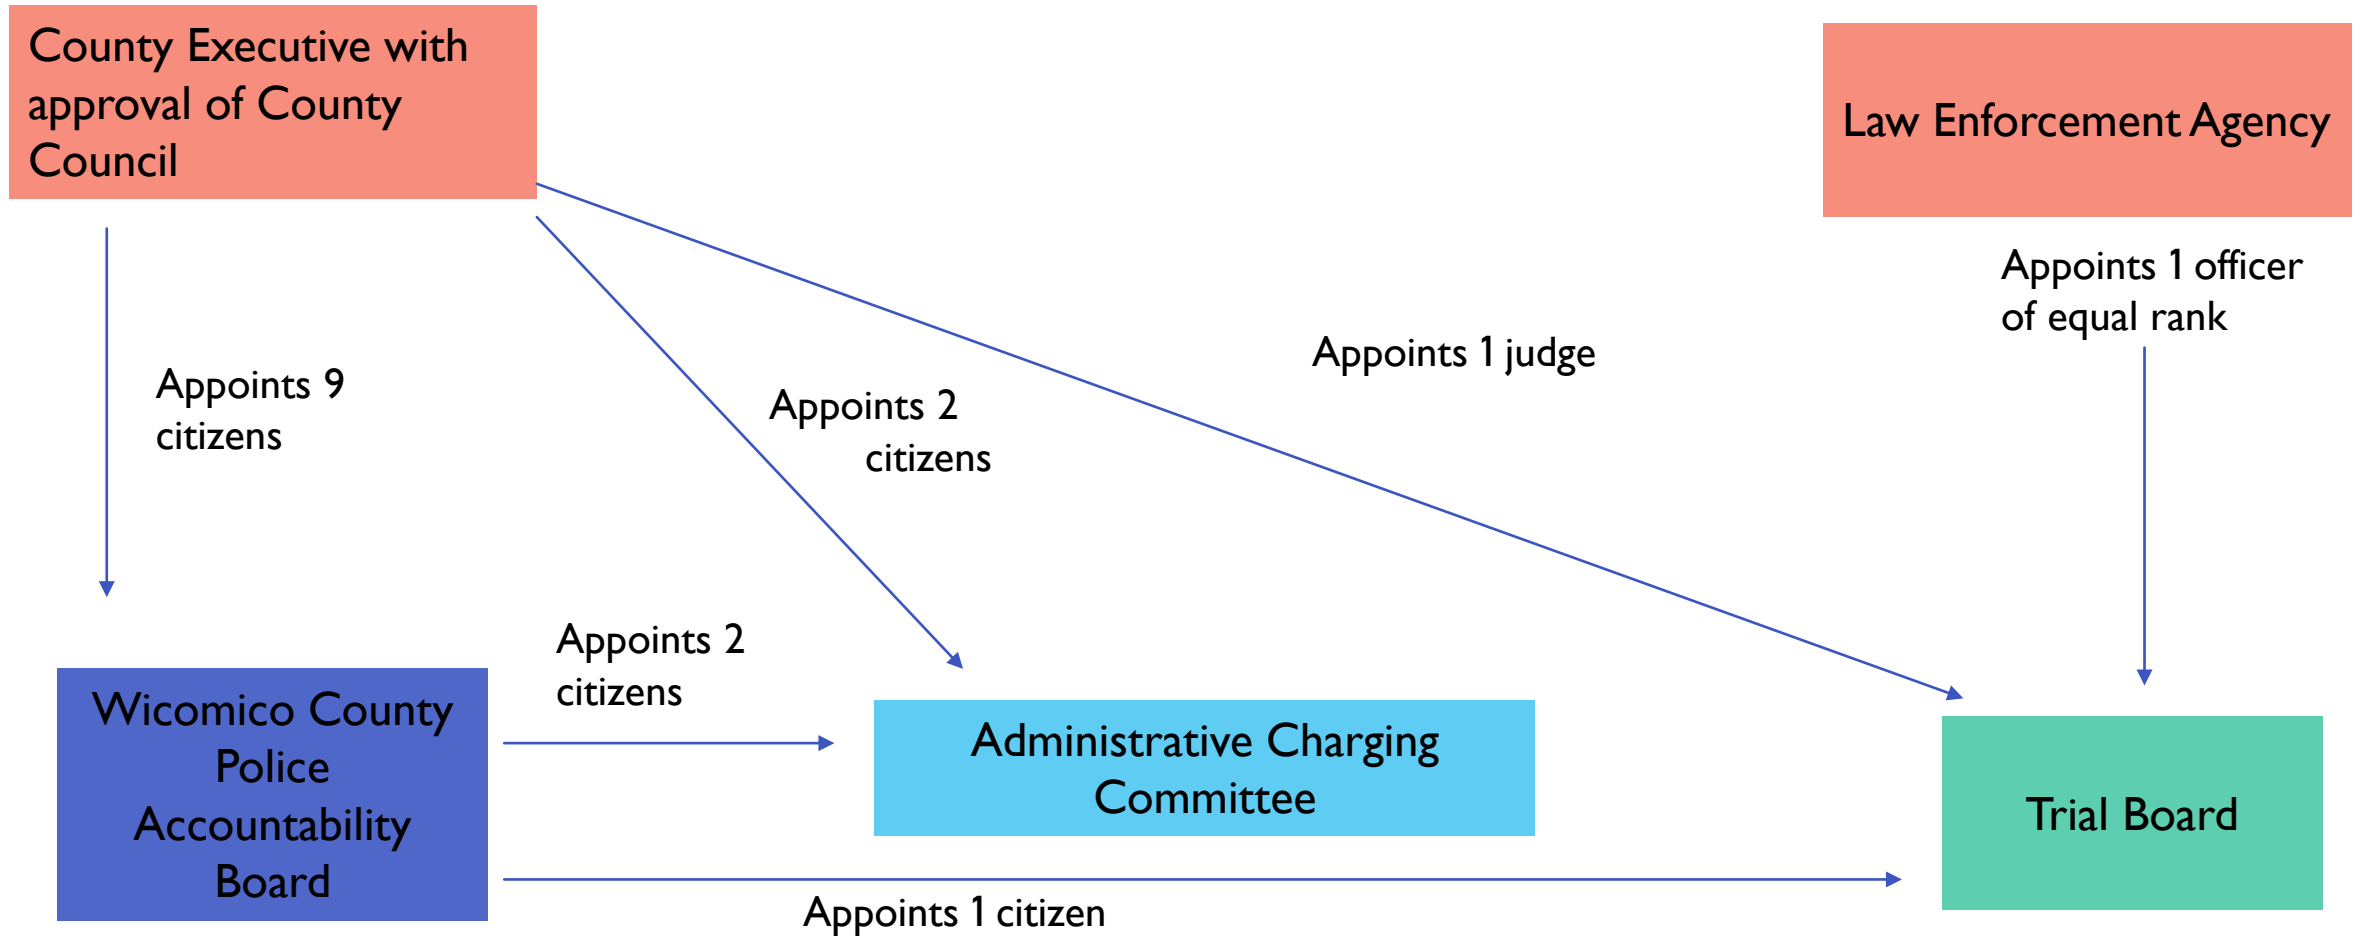 County Executive with
approval of County
Council
Law Enforcement Agency
Appoints 1 officer
of equal rank
Appoints 1 judge
Appoints 9
citizens
Appoints 2
citizens
Appoints 2
citizens
Wicomico County
Police
Accountability
Board
Administrative Charging
Committee
Trial Board
Appoints 1 citizen